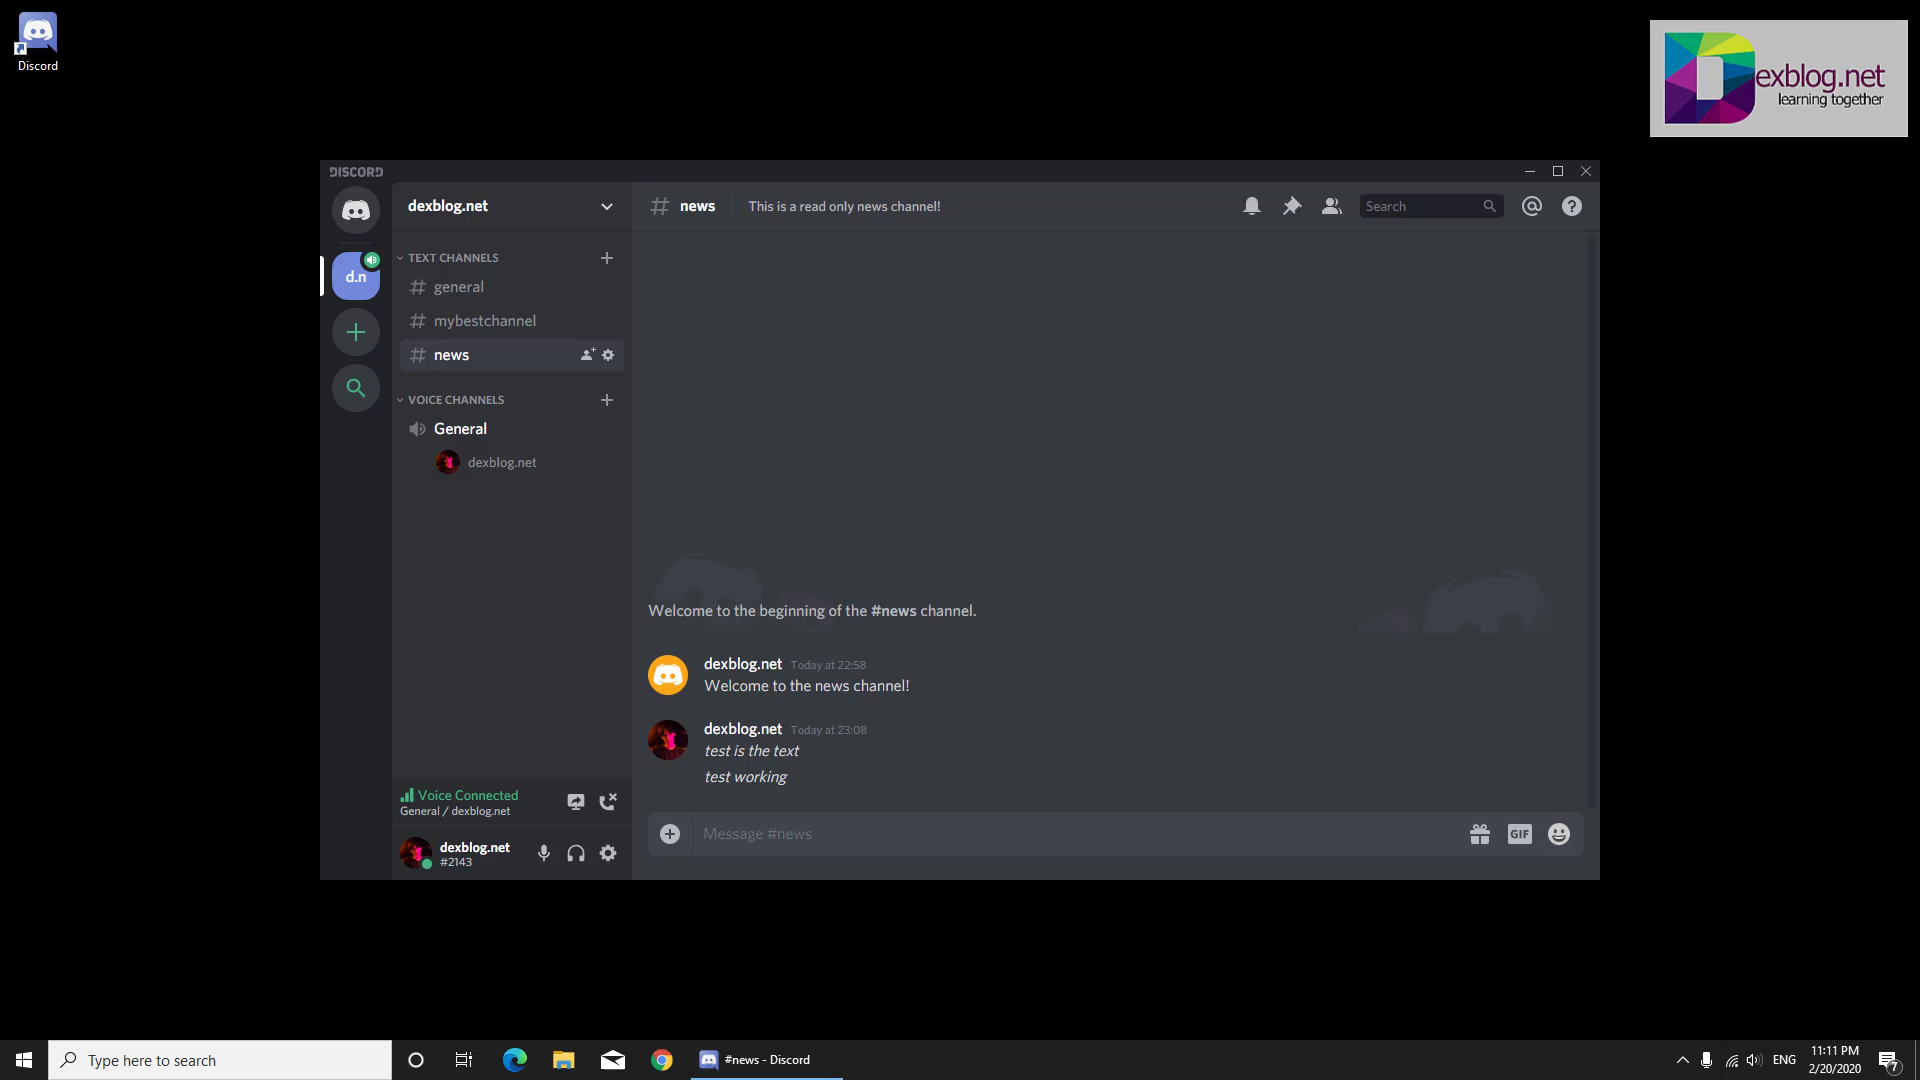 Discord
Dexblog.net
learning together
DISCORD
dexblog.net
# news
This is a read only news channel!
Search
d.n
TEXT CHANNELS
# general
# mybestchannel
# news
VOICE CHANNELS
General
dexblog.net
Welcome to the beginning of the #news channel.
dexblog.net Today at 22:58
Welcome to the news channel!
dexblog.net Today at 23:08
test is the text
test working
Voice Connected
General / dexblog.net
dexblog.net
#2143
Message #news
GIF
Type here to search
#news - Discord
ENG
11:11 PM
2/20/2020
7